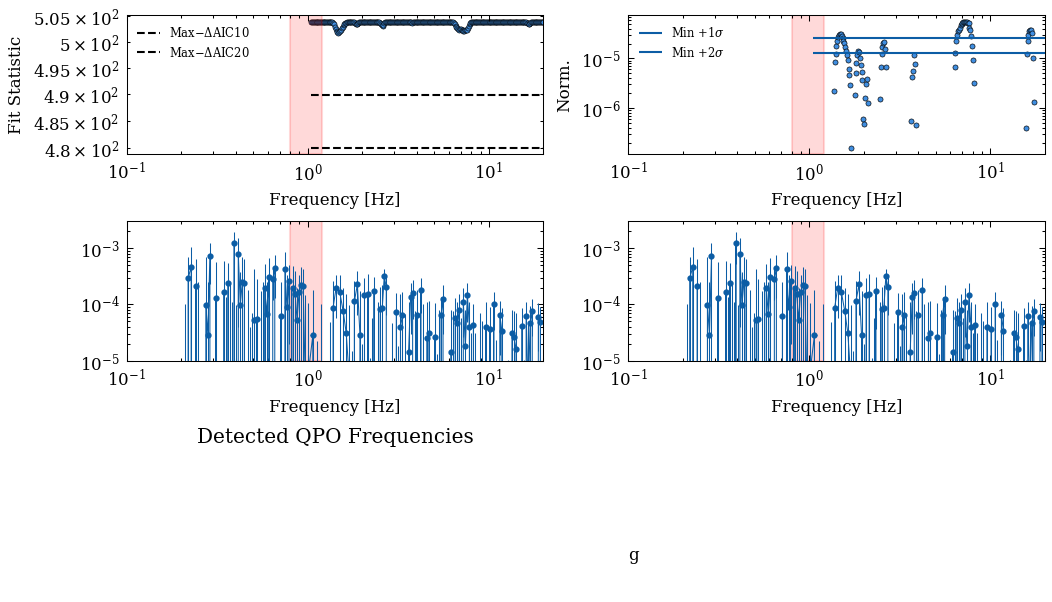 5.05 × 10²
5 × 10²
4.95 × 10²
4.9 × 10²
4.85 × 10²
4.8 × 10²
Fit Statistic
Max−ΔAIC10
Max−ΔAIC20
10⁻¹ 10⁰ 10¹
Frequency [Hz]
10⁻⁵
10⁻⁶
Norm.
Min +1σ
Min +2σ
10⁻¹ 10⁰ 10¹
Frequency [Hz]
10⁻³
10⁻⁴
10⁻⁵
10⁻¹ 10⁰ 10¹
Frequency [Hz]
10⁻³
10⁻⁴
10⁻⁵
10⁻¹ 10⁰ 10¹
Frequency [Hz]
Detected QPO Frequencies
g